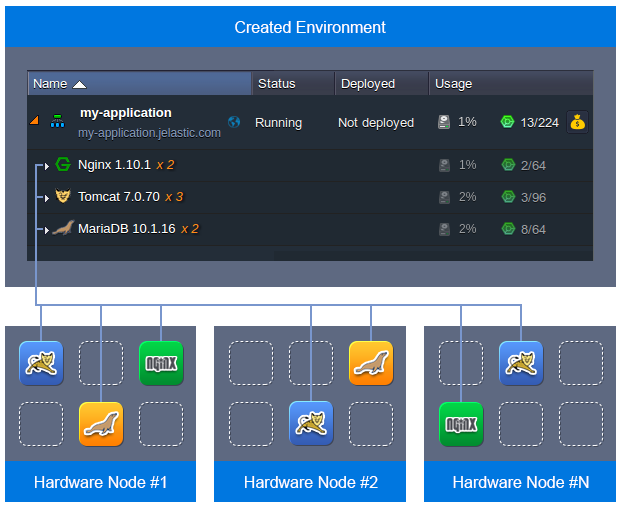 Created Environment
Name Status Deployed Usage
my-application
my-application.jelastic.com Running Not deployed 1% 13/224
Nginx 1.10.1 x 2 1% 2/64
Tomcat 7.0.70 x 3 2% 3/96
MariaDB 10.1.16 x 2 2% 8/64
NGINX
NGINX
Hardware Node #1 Hardware Node #2 Hardware Node #N